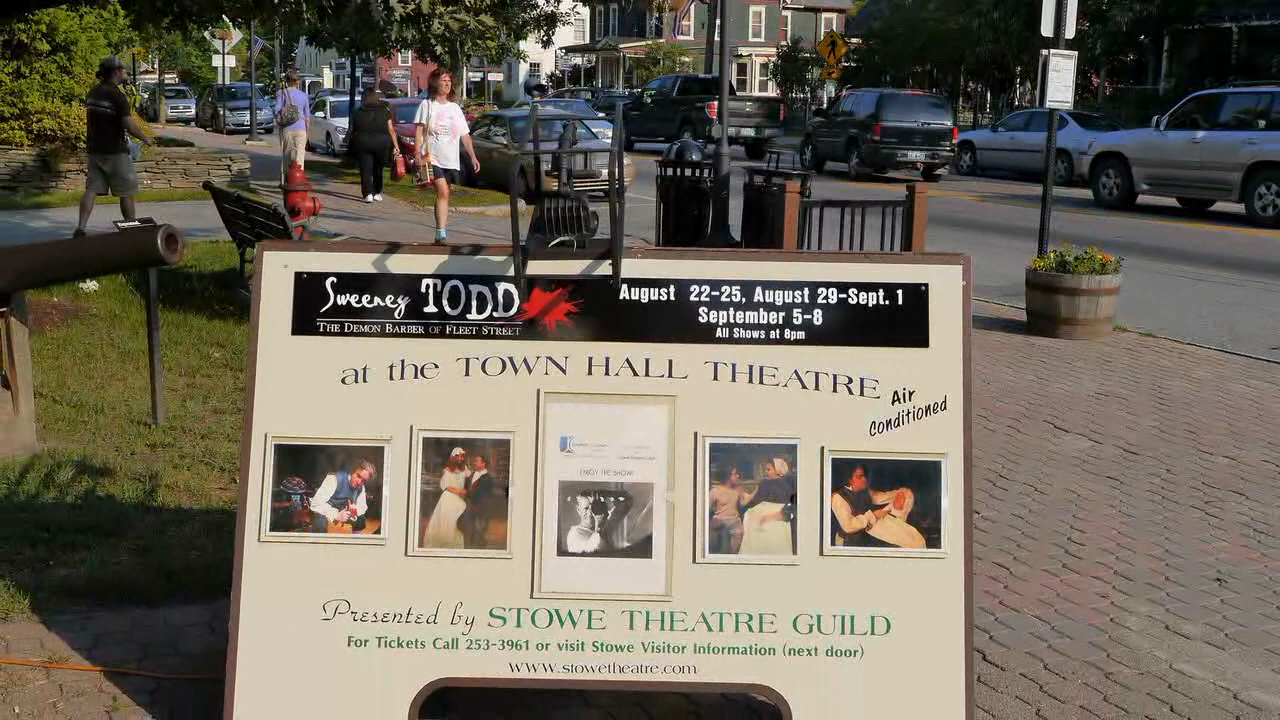 Sweeney TODD
THE DEMON BARBER OF FLEET STREET
August 22-25, August 29-Sept. 1
September 5-8
All Shows at 8pm
at the TOWN HALL THEATRE
Air
Conditioned
ENJOY THE SHOW!
Presented by STOWE THEATRE GUILD
For Tickets Call 253-3961 or visit Stowe Visitor Information (next door)
www.stowetheatre.com